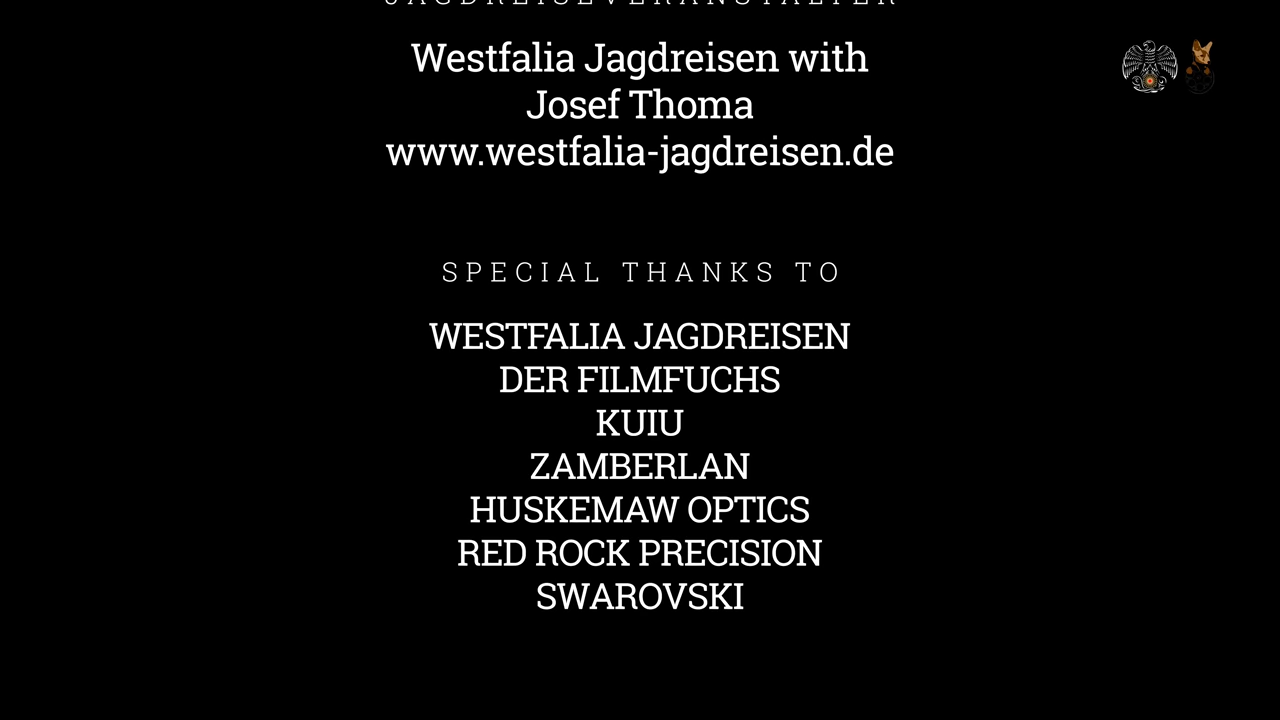 JAGDREISEVERANSTALTER
Westfalia Jagdreisen with
Josef Thoma
www.westfalia-jagdreisen.de
SPECIAL THANKS TO
WESTFALIA JAGDREISEN
DER FILMFUCHS
KUIU
ZAMBERLAN
HUSKEMAW OPTICS
RED ROCK PRECISION
SWAROVSKI